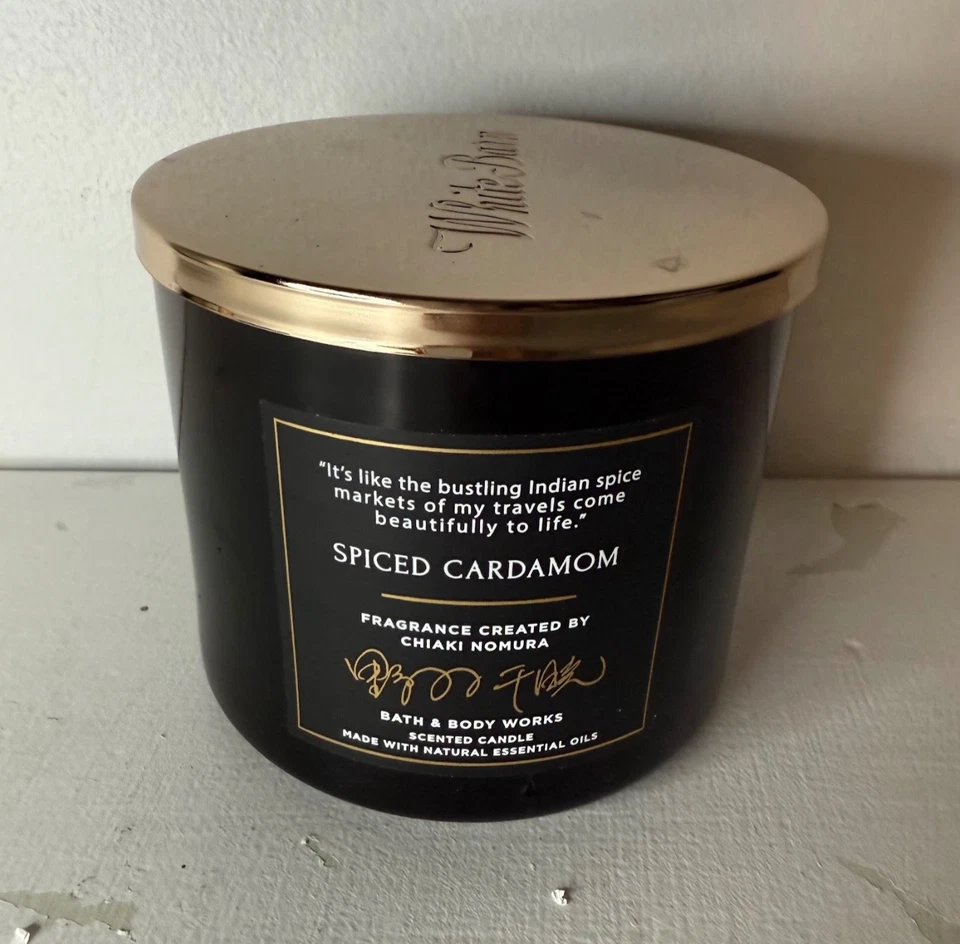 White Barn
“It's like the bustling Indian spice
markets of my travels come
beautifully to life.”
SPICED CARDAMOM
FRAGRANCE CREATED BY
CHIAKI NOMURA
BATH & BODY WORKS
SCENTED CANDLE
MADE WITH NATURAL ESSENTIAL OILS